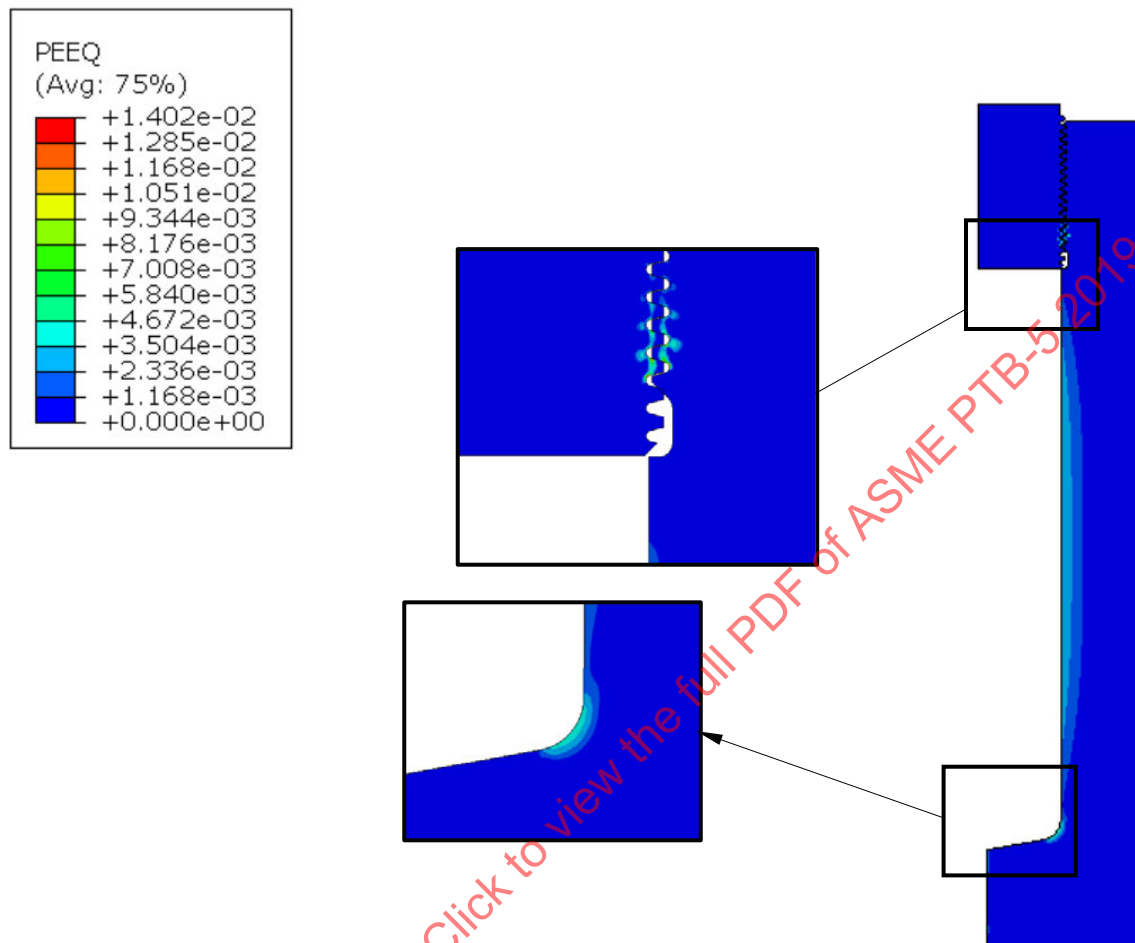 PEEQ
(Avg: 75%)
+1.402e-02
+1.285e-02
+1.168e-02
+1.051e-02
+9.344e-03
+8.176e-03
+7.008e-03
+5.840e-03
+4.672e-03
+3.504e-03
+2.336e-03
+1.168e-03
+0.000e+00
Click to view the full PDF of ASME PTB-5 2019